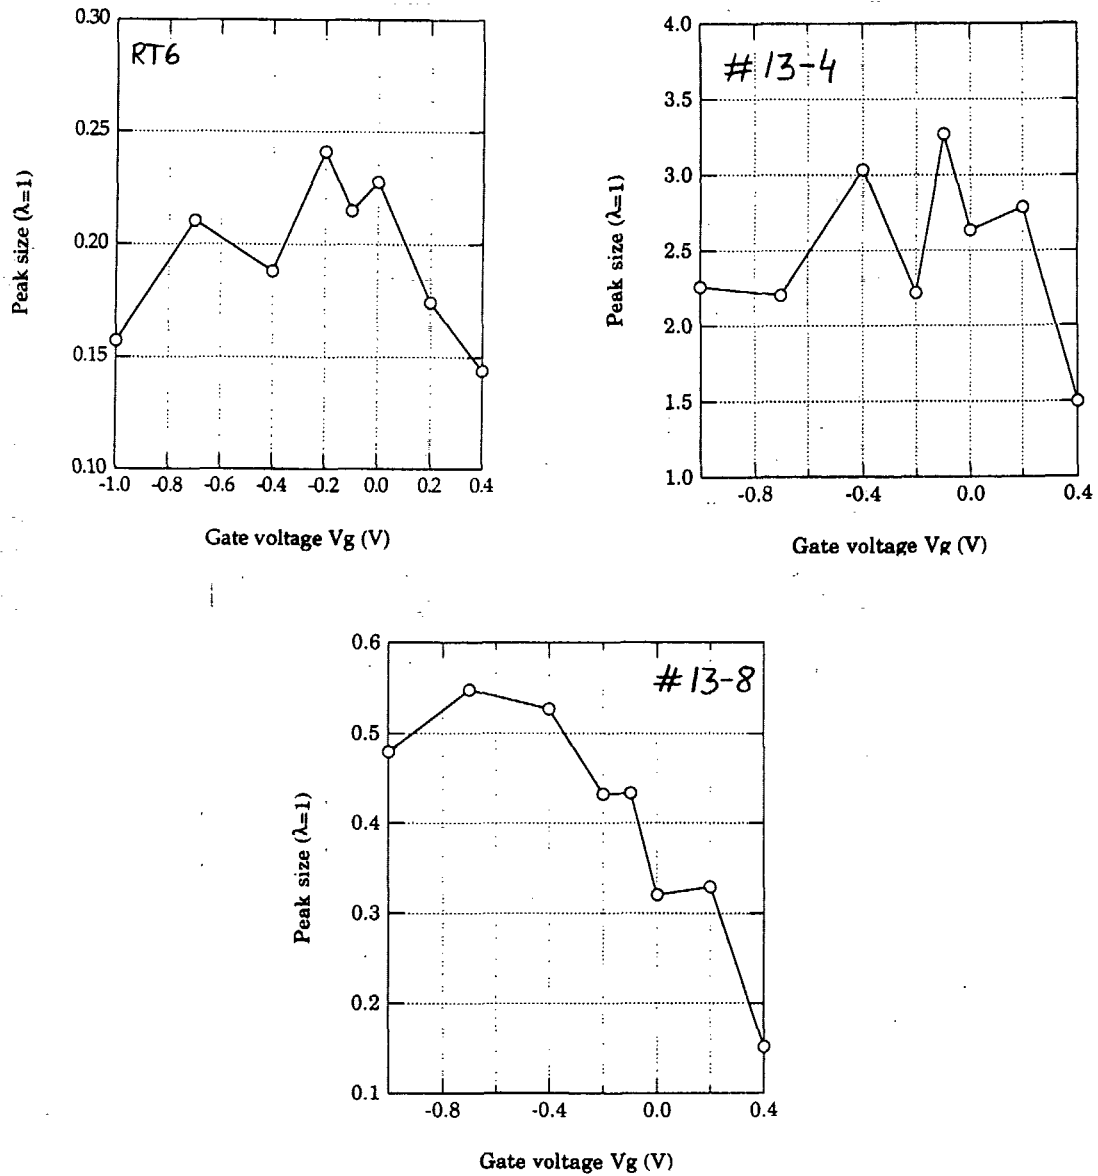 RT6
Peak size (λ=1)
0.30
0.25
0.20
0.15
0.10
-1.0 -0.8 -0.6 -0.4 -0.2 0.0 0.2 0.4
Gate voltage Vg (V)
#13-4
Peak size (λ=1)
4.0
3.5
3.0
2.5
2.0
1.5
1.0
-0.8 -0.4 0.0 0.4
Gate voltage Vg (V)
#13-8
Peak size (λ=1)
0.6
0.5
0.4
0.3
0.2
0.1
-0.8 -0.4 0.0 0.4
Gate voltage Vg (V)